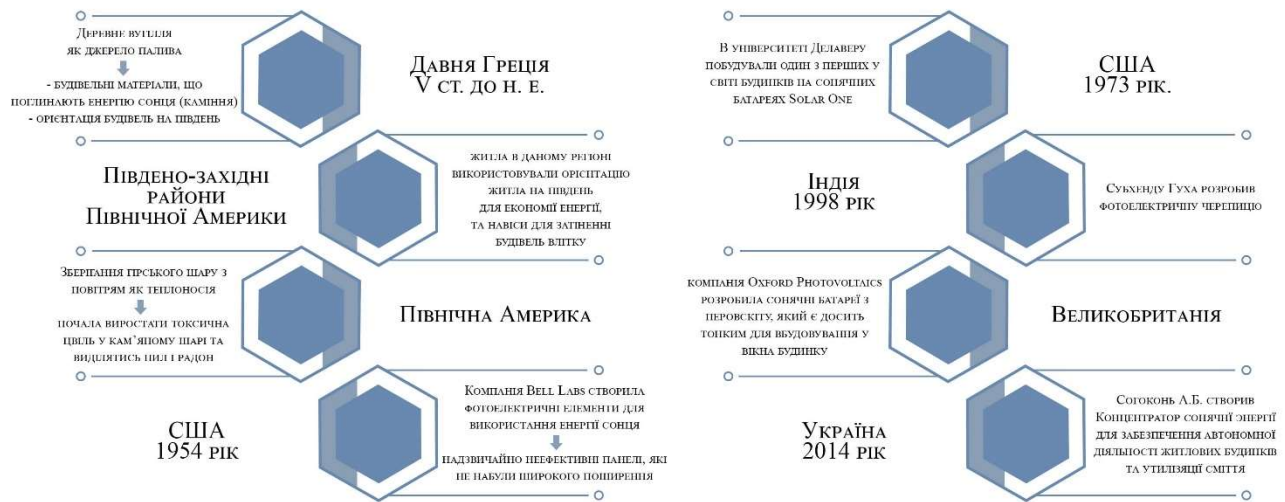 Деревне вугілля
як джерело палива
- будівельні матеріали, що
поглинають енергію сонця (каміння)
- орієнтація будівель на південь
Давня Греція
V ст. до н. е.
Південо-західні
райони
Північної Америки
житла в даному регіоні
використовували орієнтацію
житла на південь
для економії енергії,
та навіси для затіненні
будівель влітку
Зберігання гірського шару з
повітрям як теплоносія
почала виростати токсична
цвіль у кам'яному шарі та
виділятись пил і радон
Північна Америка
США
1954 рік
Компанія Bell Labs створила
фотоелектричні елементи для
використання енергії сонця
надзвичайно неефективні панелі, які
не набули широкого поширення
В університеті Делаверу
побудували один з перших у
світі будинків на сонячних
батареях Solar One
США
1973 рік.
Індія
1998 рік
Субхенду Гуха розробив
фотоелектричну черепицю
компанія Oxford Photovoltaics
розробила сонячні батареї з
перовскіту, який є досить
тонким для вбудовування у
вікна будинку
Великобританія
Україна
2014 рік
Согоконь А.Б. створив
Концентратор сонячні энергії
для забезпечення автономної
діяльності житлових будинків
та утилізації сміття